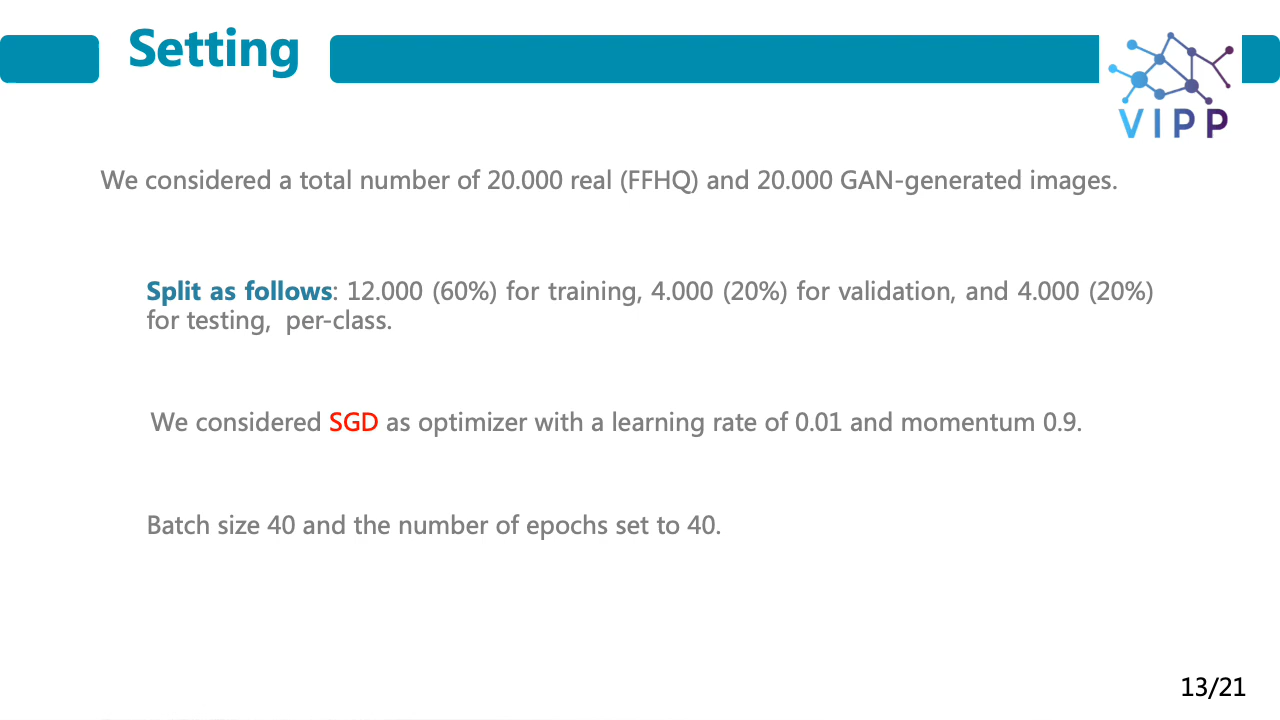 Setting
VIPP
We considered a total number of 20.000 real (FFHQ) and 20.000 GAN-generated images.
Split as follows: 12.000 (60%) for training, 4.000 (20%) for validation, and 4.000 (20%)
for testing,  per-class.
We considered SGD as optimizer with a learning rate of 0.01 and momentum 0.9.
Batch size 40 and the number of epochs set to 40.
13/21